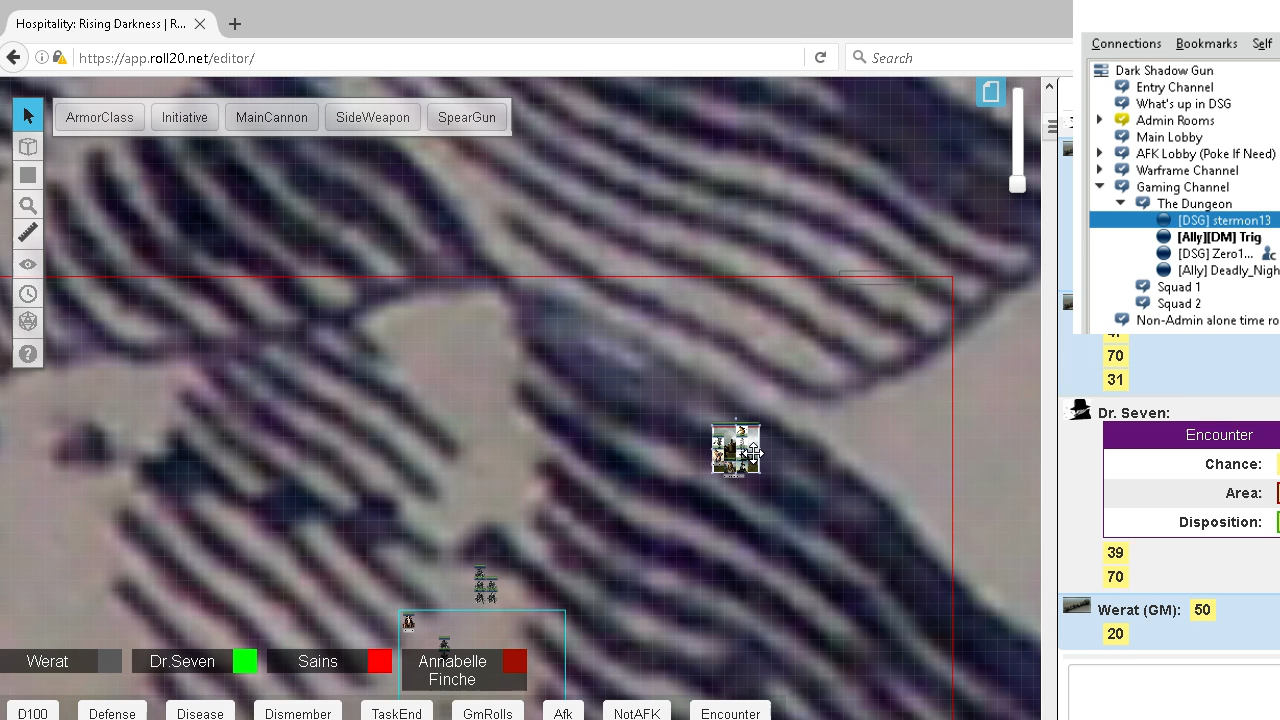 Hospitality: Rising Darkness | R...
https://app.roll20.net/editor/
Search
ArmorClass
Initiative
MainCannon
SideWeapon
SpearGun
Connections Bookmarks Self
Dark Shadow Gun
Entry Channel
What's up in DSG
Admin Rooms
Main Lobby
AFK Lobby (Poke If Need)
Warframe Channel
Gaming Channel
The Dungeon
[DSG] stermon13
[Ally][DM] Trig
[DSG] Zero1...
[Ally] Deadly_Nigh
Squad 1
Squad 2
Non-Admin alone time ro
70
31
Dr. Seven:
Encounter
Chance:
Area:
Disposition:
39
70
Werat (GM): 50
20
Werat
Dr Seven
Sains
Annabelle
Finche
D100
Defense
Disease
Dismember
TaskEnd
GmRolls
Afk
NotAFK
Encounter